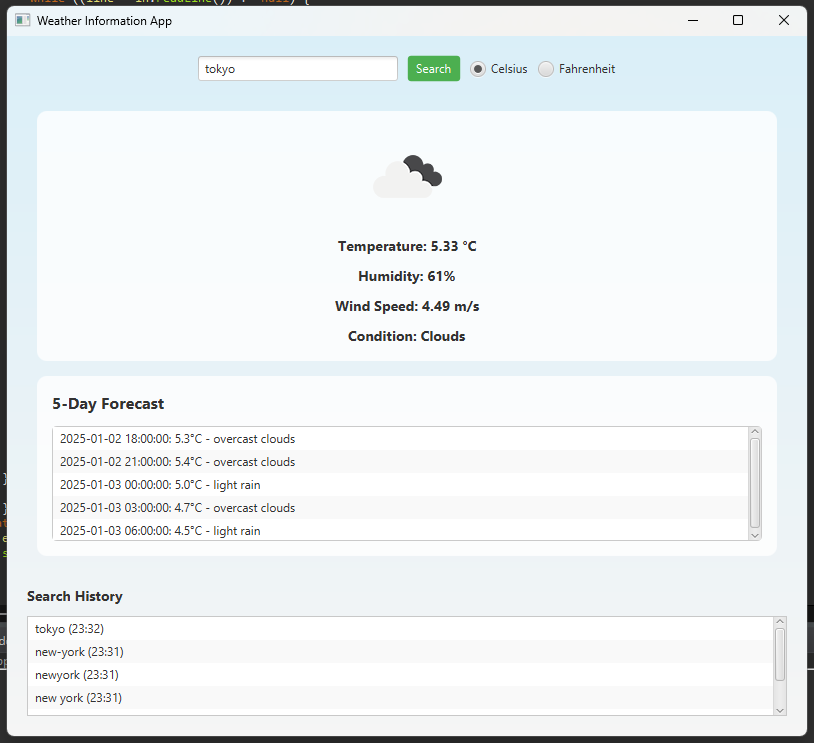 Weather Information App
tokyo Search Celsius Fahrenheit
Temperature: 5.33 °C
Humidity: 61%
Wind Speed: 4.49 m/s
Condition: Clouds
5-Day Forecast
2025-01-02 18:00:00: 5.3°C - overcast clouds
2025-01-02 21:00:00: 5.4°C - overcast clouds
2025-01-03 00:00:00: 5.0°C - light rain
2025-01-03 03:00:00: 4.7°C - overcast clouds
2025-01-03 06:00:00: 4.5°C - light rain
Search History
tokyo (23:32)
new-york (23:31)
newyork (23:31)
new york (23:31)